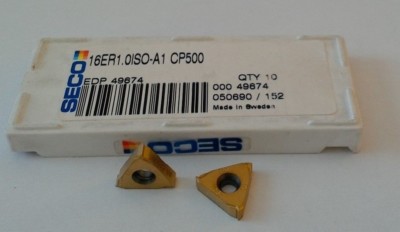 SECO
16ER1.0ISO-A1 CP500
EDP 49674
QTY 10
000 49674
050690 / 152
Made in Sweden
SECO